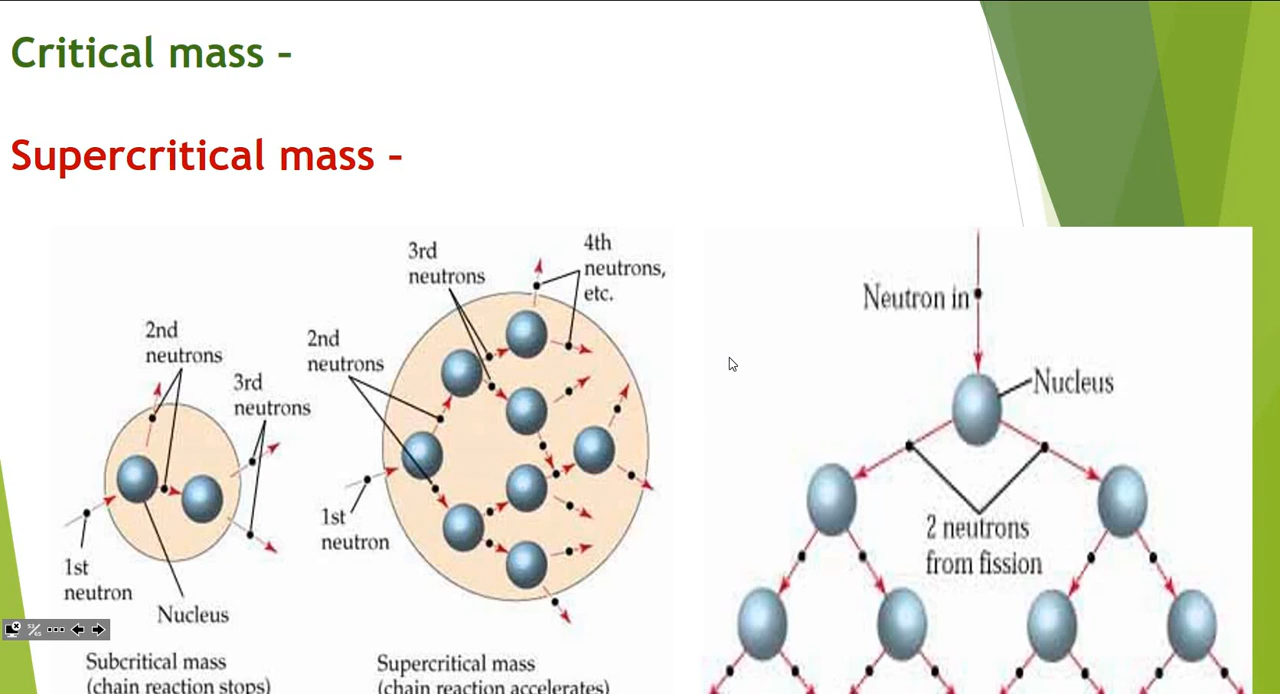 Critical mass –
Supercritical mass –
2nd
neutrons
3rd
neutrons
1st
neutron
Nucleus
Subcritical mass
(chain reaction stops)
3rd
neutrons
4th
neutrons,
etc.
2nd
neutrons
1st
neutron
Supercritical mass
(chain reaction accelerates)
Neutron in
Nucleus
2 neutrons
from fission